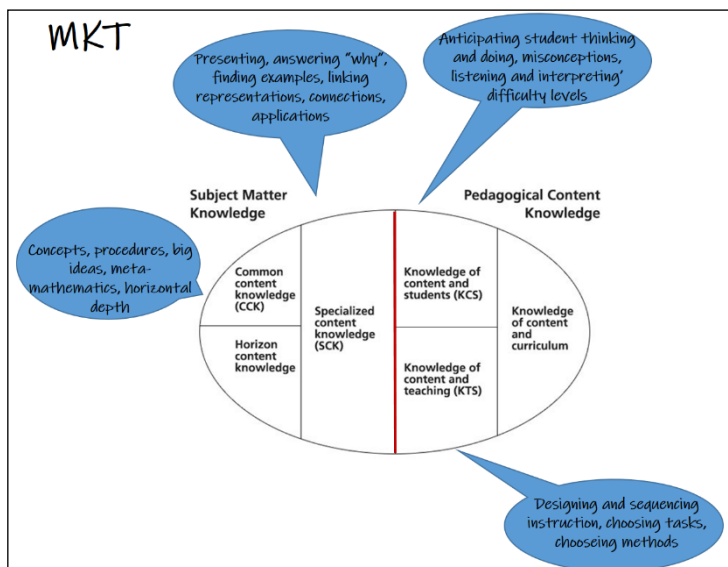 MKT
Presenting, answering "why",
finding examples, linking
representations, connections,
applications
Anticipating student thinking
and doing, misconceptions,
listening and interpreting'
difficulty levels
Subject Matter
Knowledge
Pedagogical Content
Knowledge
Concepts, procedures, big
ideas, meta-
mathematics, horizontal
depth
Common
content
knowledge
(CCK)
Horizon
content
knowledge
Specialized
content
knowledge
(SCK)
Knowledge of
content and
students (KCS)
Knowledge of
content and
teaching (KTS)
Knowledge
of content
and
curriculum
Designing and sequencing
instruction, choosing tasks,
chooseing methods